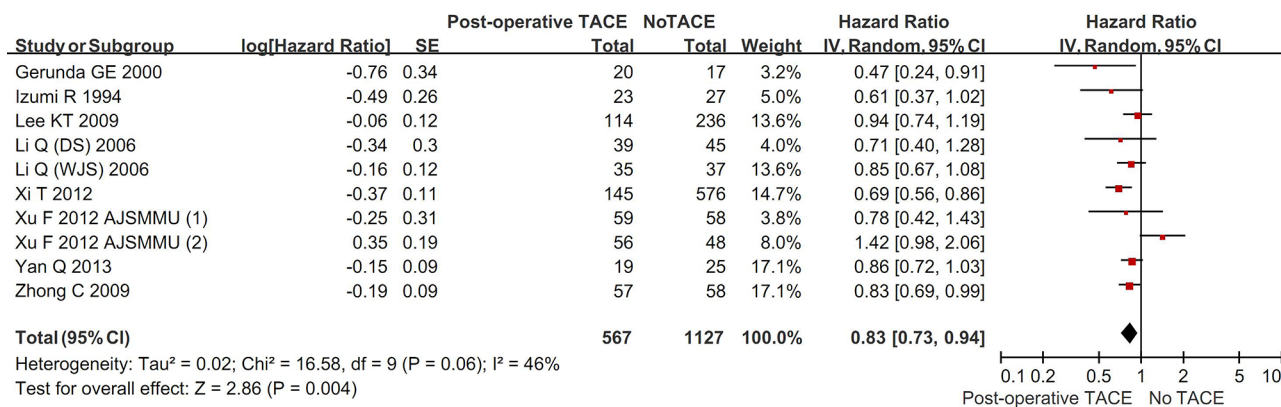 Post-operative TACE NoTACE Hazard Ratio Hazard Ratio
Study or Subgroup log[Hazard Ratio] SE Total Total Weight IV, Random, 95% CI IV, Random, 95% CI
Gerunda GE 2000 -0.76 0.34 20 17 3.2% 0.47 [0.24, 0.91]
Izumi R 1994 -0.49 0.26 23 27 5.0% 0.61 [0.37, 1.02]
Lee KT 2009 -0.06 0.12 114 236 13.6% 0.94 [0.74, 1.19]
Li Q (DS) 2006 -0.34 0.3 39 45 4.0% 0.71 [0.40, 1.28]
Li Q (WJS) 2006 -0.16 0.12 35 37 13.6% 0.85 [0.67, 1.08]
Xi T 2012 -0.37 0.11 145 576 14.7% 0.69 [0.56, 0.86]
Xu F 2012 AJSMMU (1) -0.25 0.31 59 58 3.8% 0.78 [0.42, 1.43]
Xu F 2012 AJSMMU (2) 0.35 0.19 56 48 8.0% 1.42 [0.98, 2.06]
Yan Q 2013 -0.15 0.09 19 25 17.1% 0.86 [0.72, 1.03]
Zhong C 2009 -0.19 0.09 57 58 17.1% 0.83 [0.69, 0.99]
Total (95% CI) 567 1127 100.0% 0.83 [0.73, 0.94]
Heterogeneity: Tau² = 0.02; Chi² = 16.58, df = 9 (P = 0.06); I² = 46%
Test for overall effect: Z = 2.86 (P = 0.004)
0.1 0.2 0.5 1 2 5 10
Post-operative TACE No TACE